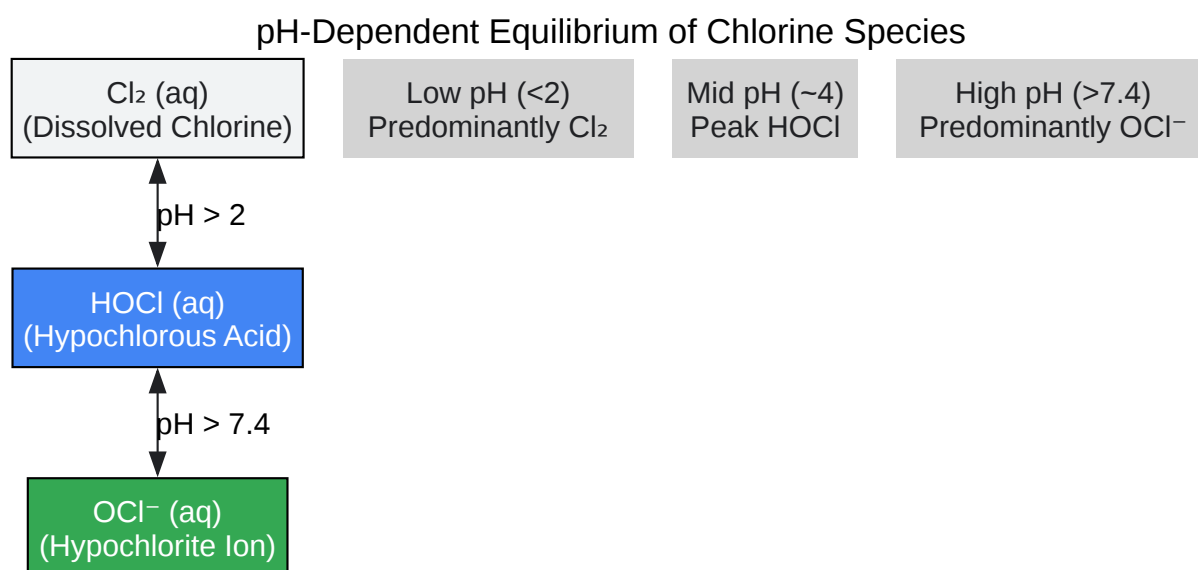 pH-Dependent Equilibrium of Chlorine Species
Cl₂ (aq)
(Dissolved Chlorine)
Low pH (<2)
Predominantly Cl₂
Mid pH (~4)
Peak HOCl
High pH (>7.4)
Predominantly OCl⁻
pH > 2
HOCl (aq)
(Hypochlorous Acid)
pH > 7.4
OCl⁻ (aq)
(Hypochlorite Ion)